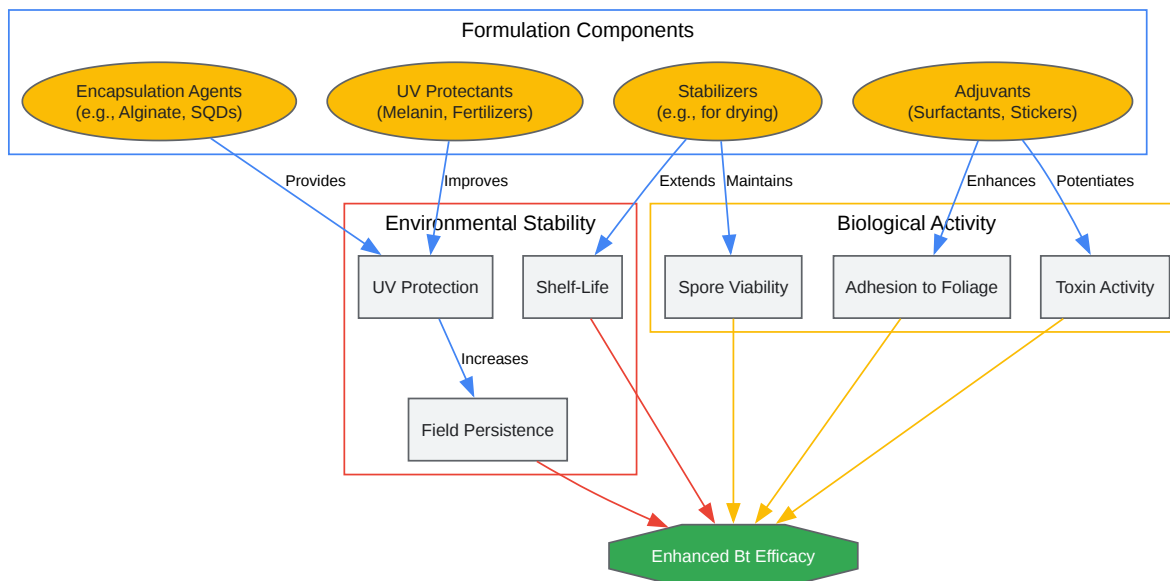 Formulation Components
Encapsulation Agents
(e.g., Alginate, SQDs)
UV Protectants
(Melanin, Fertilizers)
Stabilizers
(e.g., for drying)
Adjuvants
(Surfactants, Stickers)
Provides
Improves
Extends
Maintains
Enhances
Potentiates
Environmental Stability
Biological Activity
UV Protection
Shelf-Life
Spore Viability
Adhesion to Foliage
Toxin Activity
Increases
Field Persistence
Enhanced Bt Efficacy